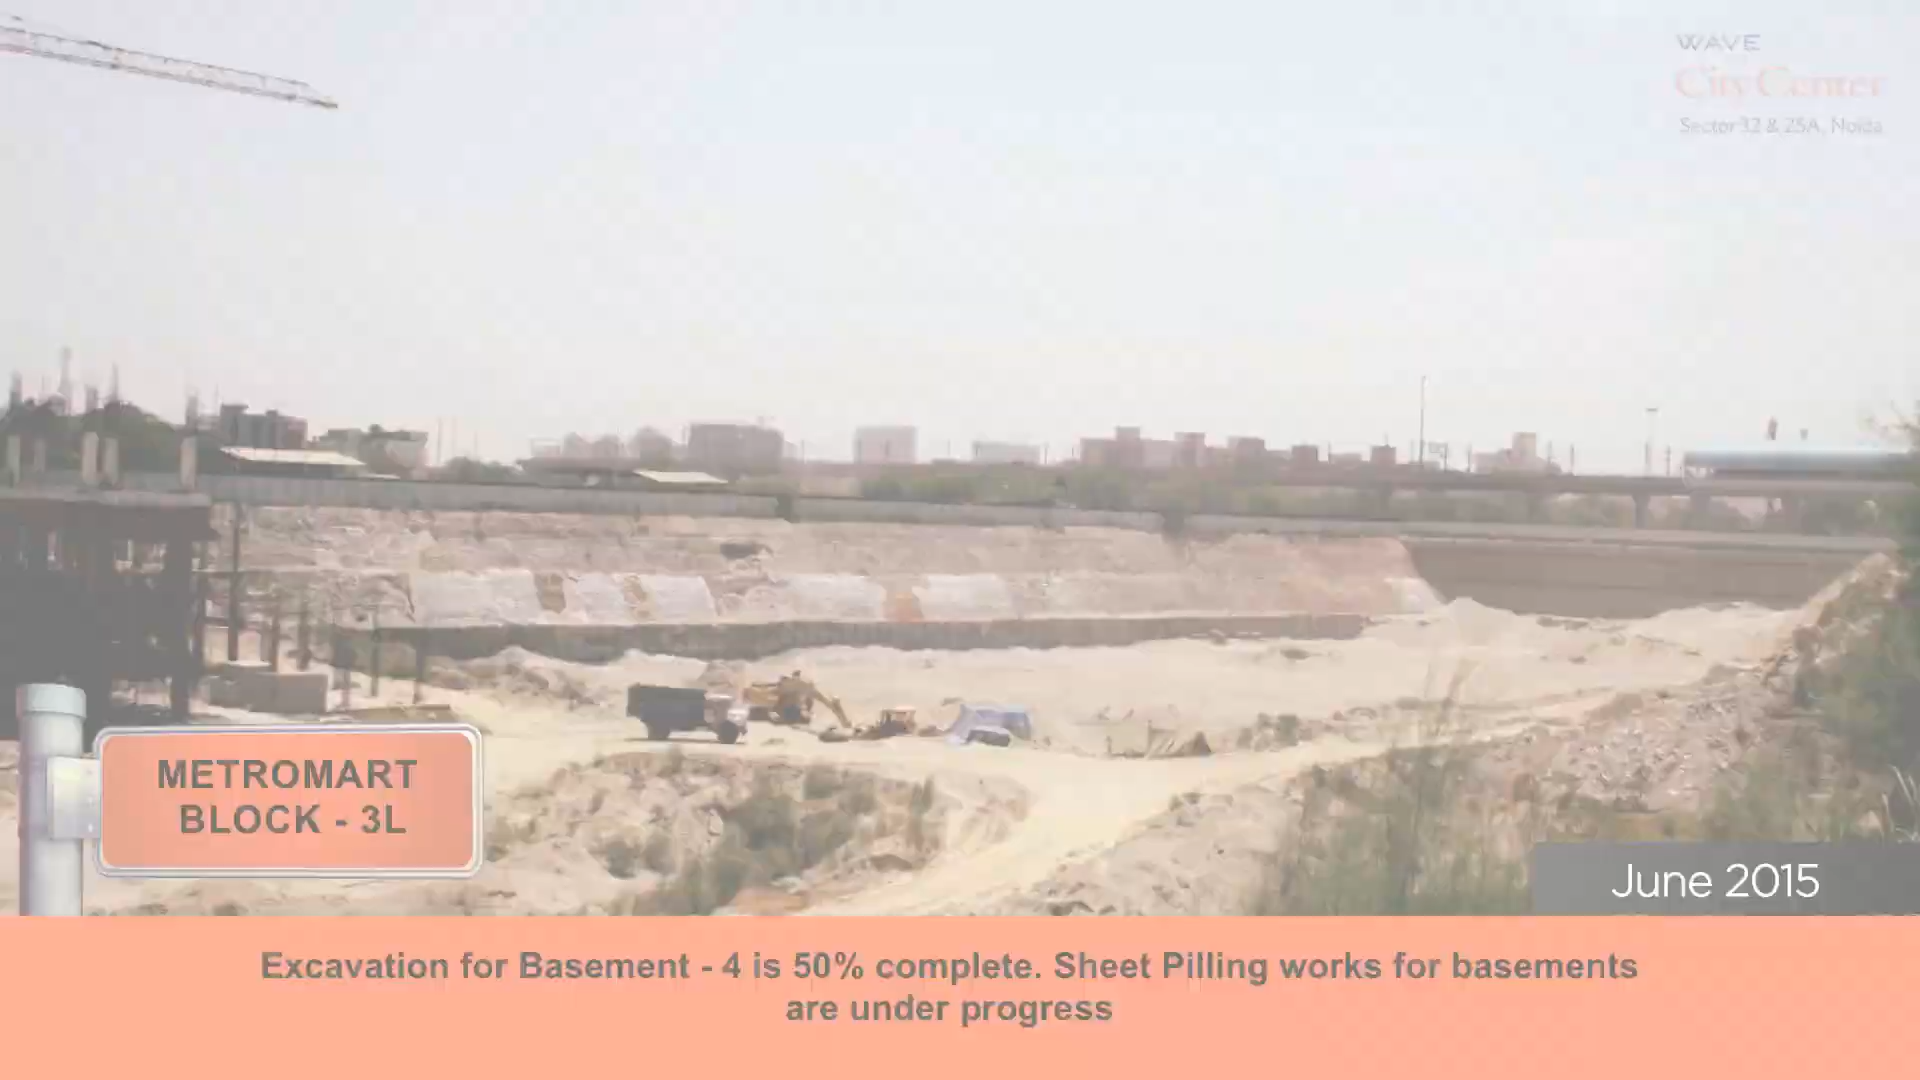 WAVE
City Center
Sector 32 & 25A, Noida
METROMART
BLOCK - 3L
June 2015
Excavation for Basement - 4 is 50% complete. Sheet Pilling works for basements
are under progress